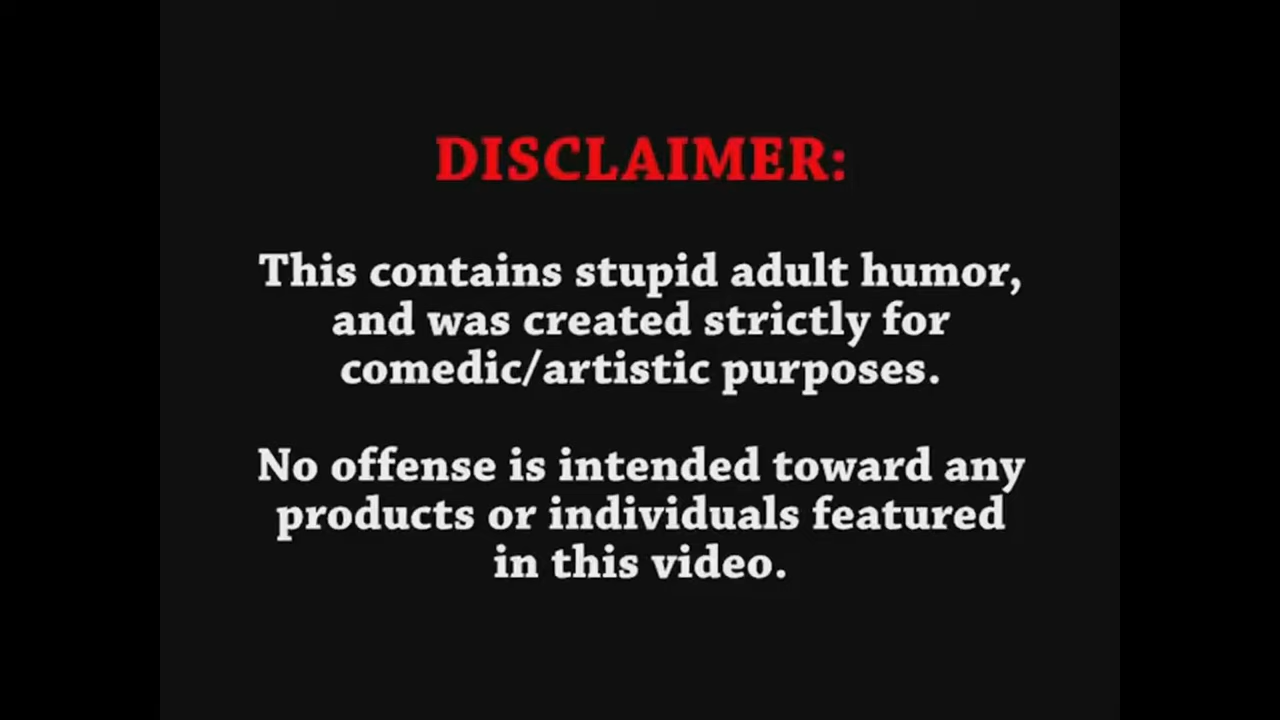 DISCLAIMER:
This contains stupid adult humor,
and was created strictly for
comedic/artistic purposes.
No offense is intended toward any
products or individuals featured
in this video.